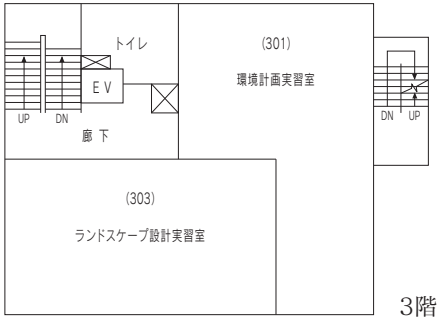 トイレ
(301)
環境計画実習室
EV
UP
DN
廊下
DN
UP
(303)
ランドスケープ設計実習室
3階